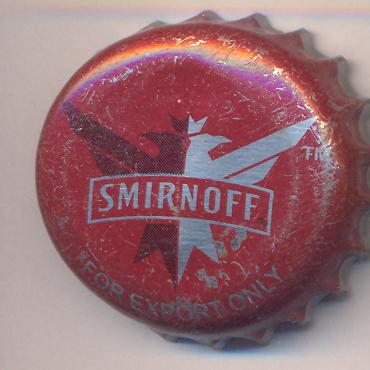 SMIRNOFF
TM
*FOR EXPORT ONLY